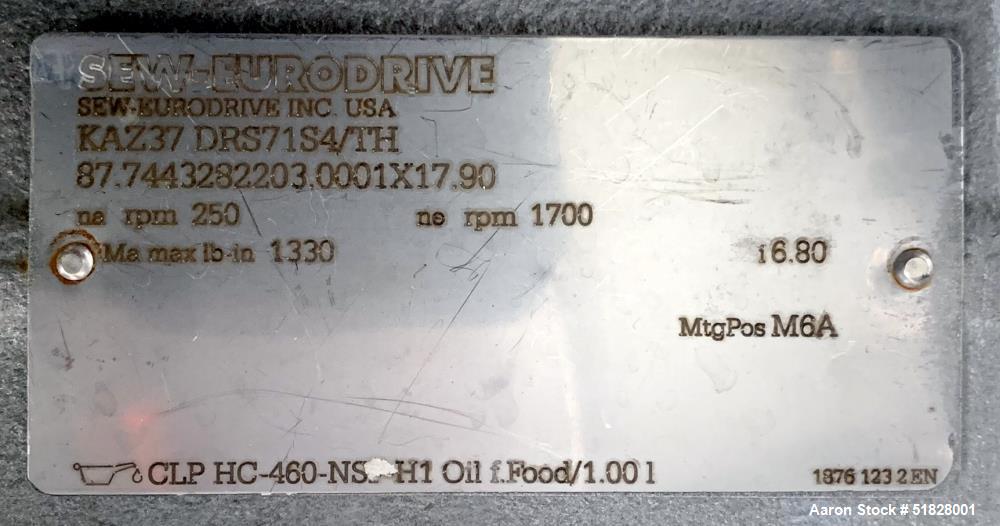 SEW-EURODRIVE
SEW-EURODRIVE INC. USA
KAZ37 DRS71S4/TH
87.7443282203.0001X17.90
na rpm 250 ne rpm 1700
Ma max lb-in 1330 i 6.80
MtgPos M6A
CLP HC-460- H1 Oil f.Food/1.00 l
1876 123 2 EN
Aaron Stock # 51828001